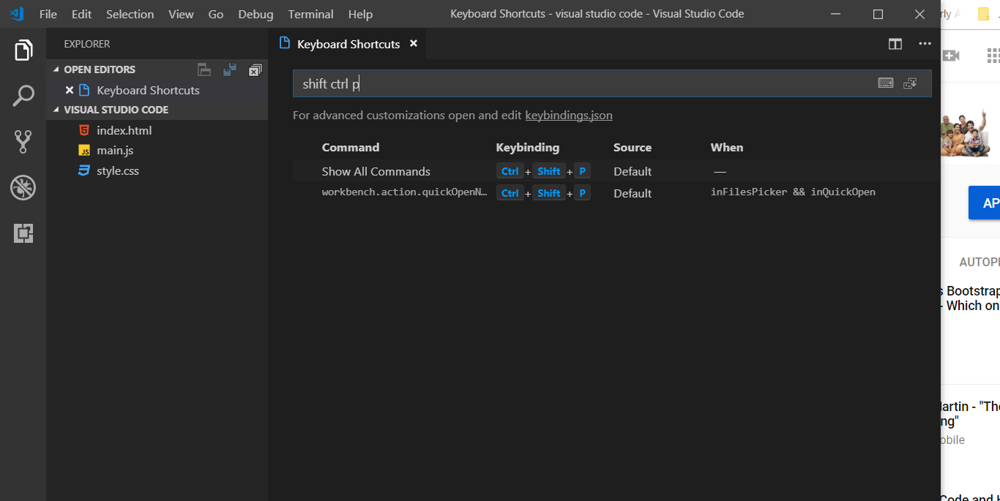 File Edit Selection View Go Debug Terminal Help
Keyboard Shortcuts - visual studio code - Visual Studio Code
EXPLORER
OPEN EDITORS
Keyboard Shortcuts
VISUAL STUDIO CODE
index.html
main.js
style.css
Keyboard Shortcuts
shift ctrl p
For advanced customizations open and edit keybindings.json
Command Keybinding Source When
Show All Commands Ctrl + Shift + P Default —
workbench.action.quickOpenN… Ctrl + Shift + P Default inFilesPicker && inQuickOpen
AP
AUTOP
Bootstrap
- Which on
artin - "The
ng"
obile
Code and